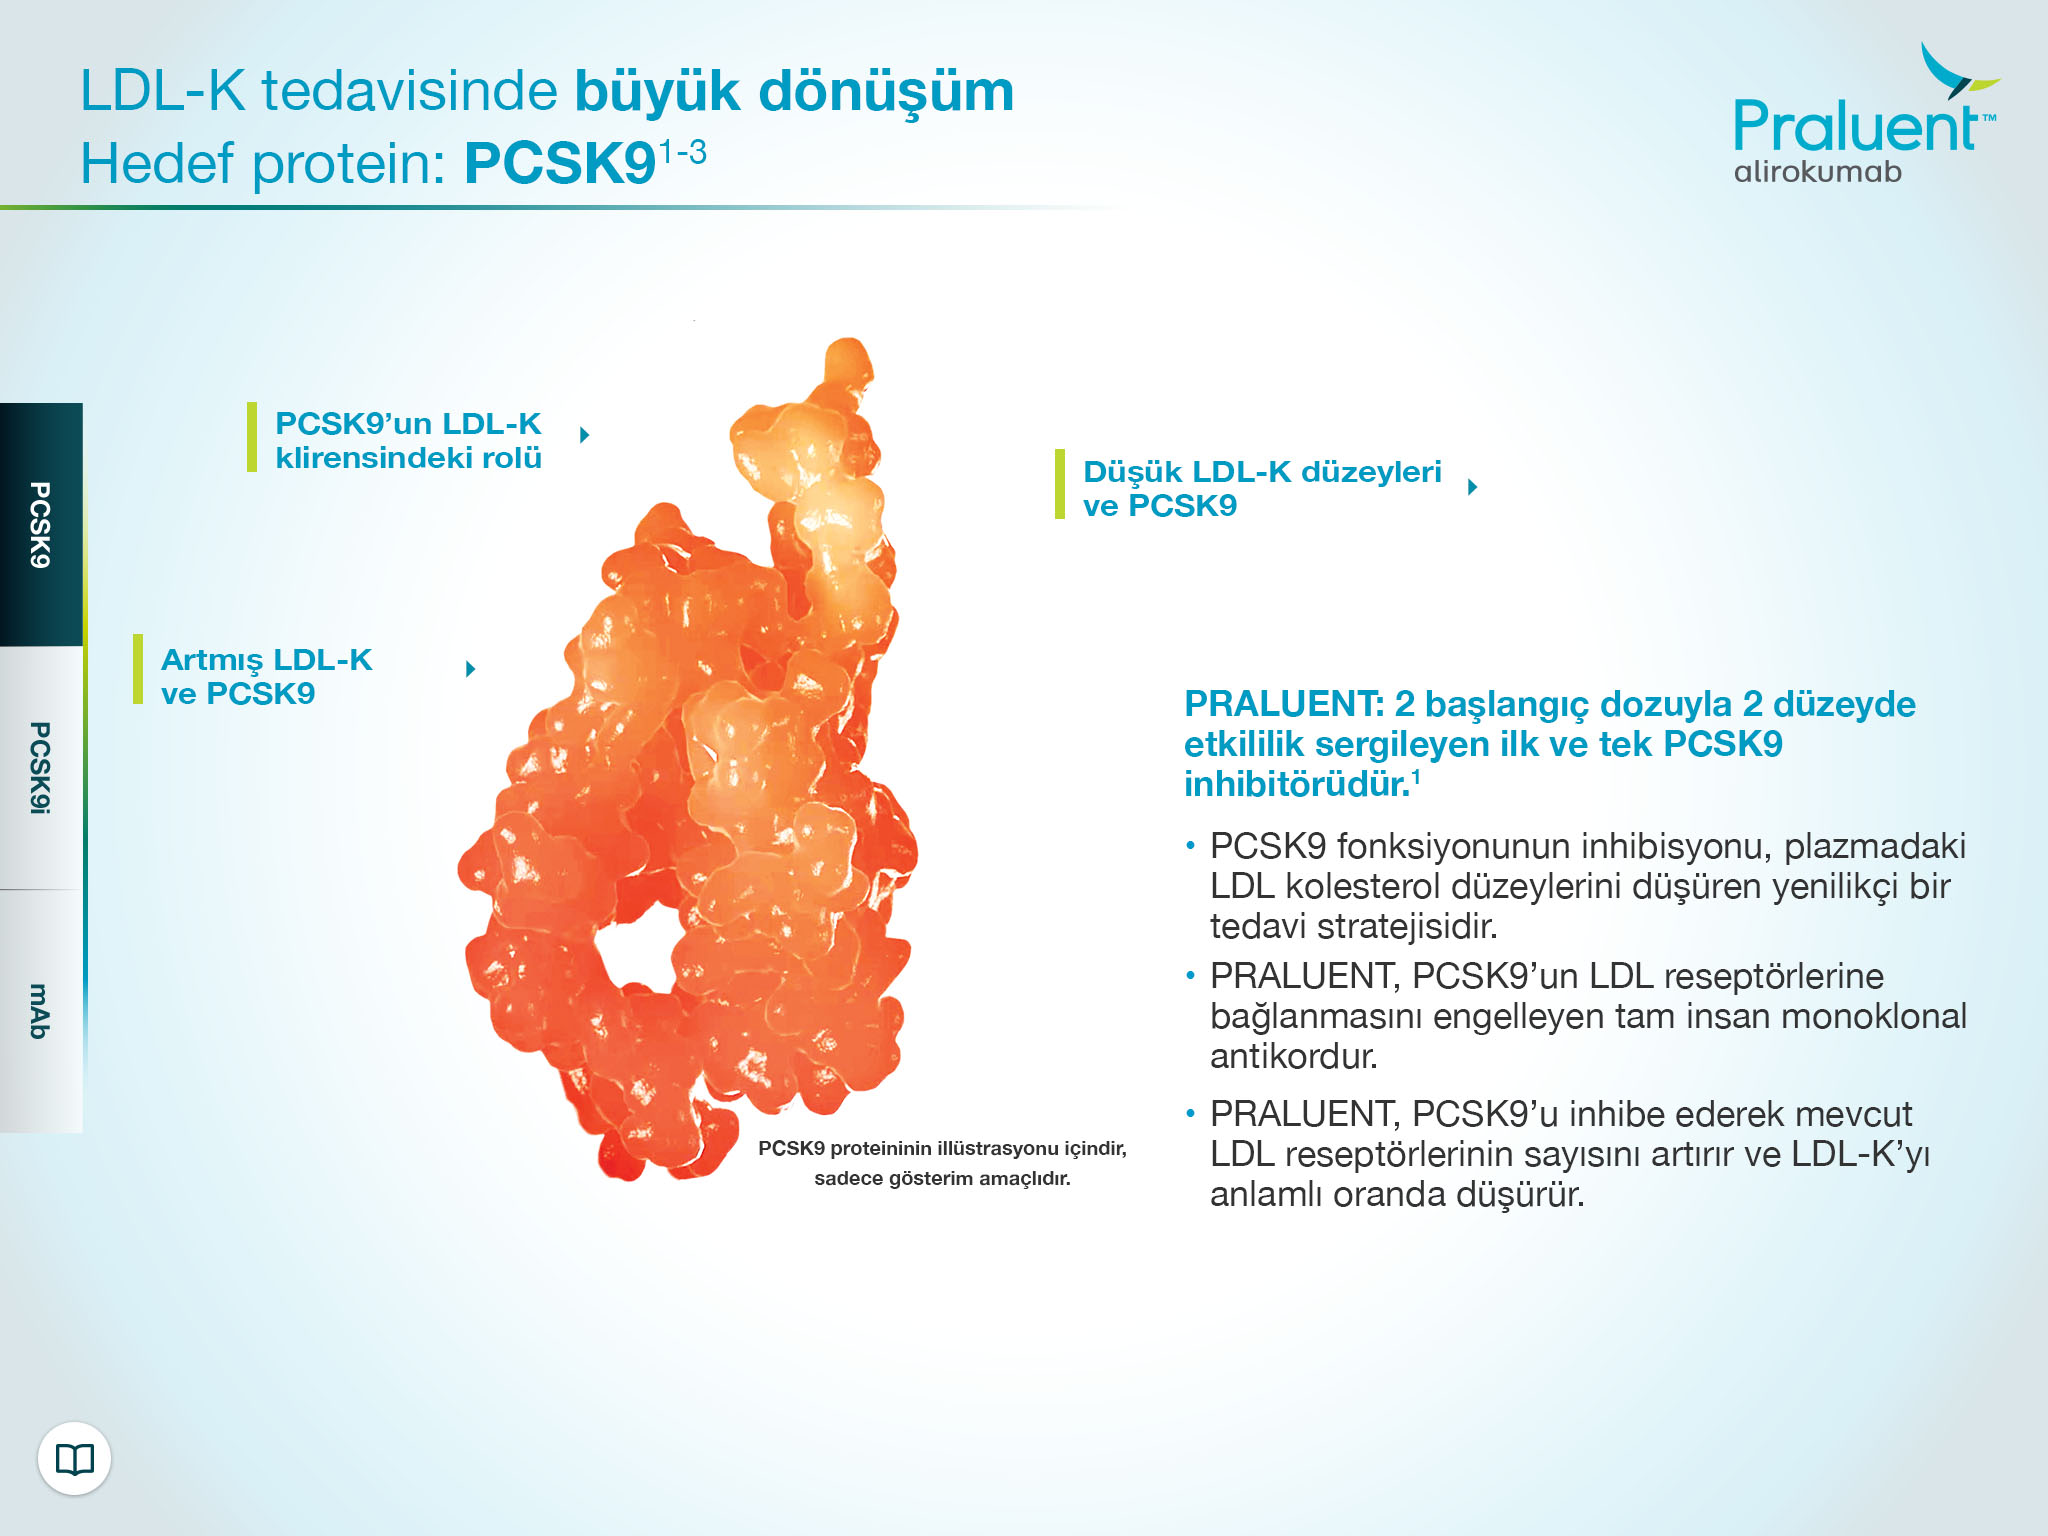 LDL-K tedavisinde büyük dönüşüm
Hedef protein: PCSK9¹⁻³
Praluent™
alirokumab
PCSK9'un LDL-K
klirensindeki rolü
Düşük LDL-K düzeyleri
ve PCSK9
Artmış LDL-K
ve PCSK9
PCSK9
PCSK9i
mAb
PRALUENT: 2 başlangıç dozuyla 2 düzeyde
etkililik sergileyen ilk ve tek PCSK9
inhibitörüdür.¹
• PCSK9 fonksiyonunun inhibisyonu, plazmadaki
LDL kolesterol düzeylerini düşüren yenilikçi bir
tedavi stratejisidir.
• PRALUENT, PCSK9'un LDL reseptörlerine
bağlanmasını engelleyen tam insan monoklonal
antikordur.
• PRALUENT, PCSK9'u inhibe ederek mevcut
LDL reseptörlerinin sayısını artırır ve LDL-K'yı
anlamlı oranda düşürür.
PCSK9 proteininin illüstrasyonu içindir,
sadece gösterim amaçlıdır.